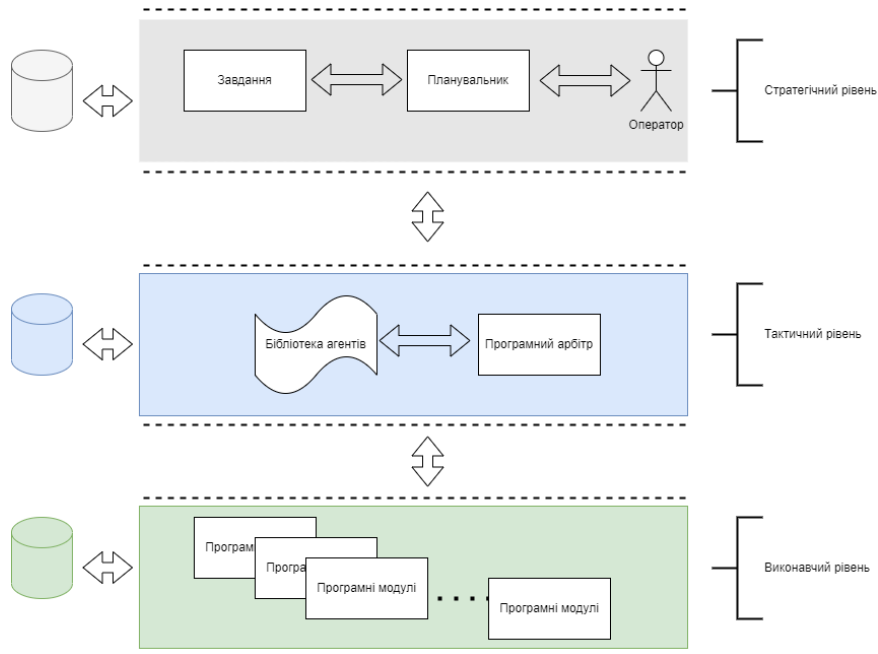 Завдання
Планувальник
Оператор
Стратегічний рівень
Бібліотека агентів
Програмний арбітр
Тактичний рівень
Програмні модулі
Програмні модулі
Виконавчий рівень